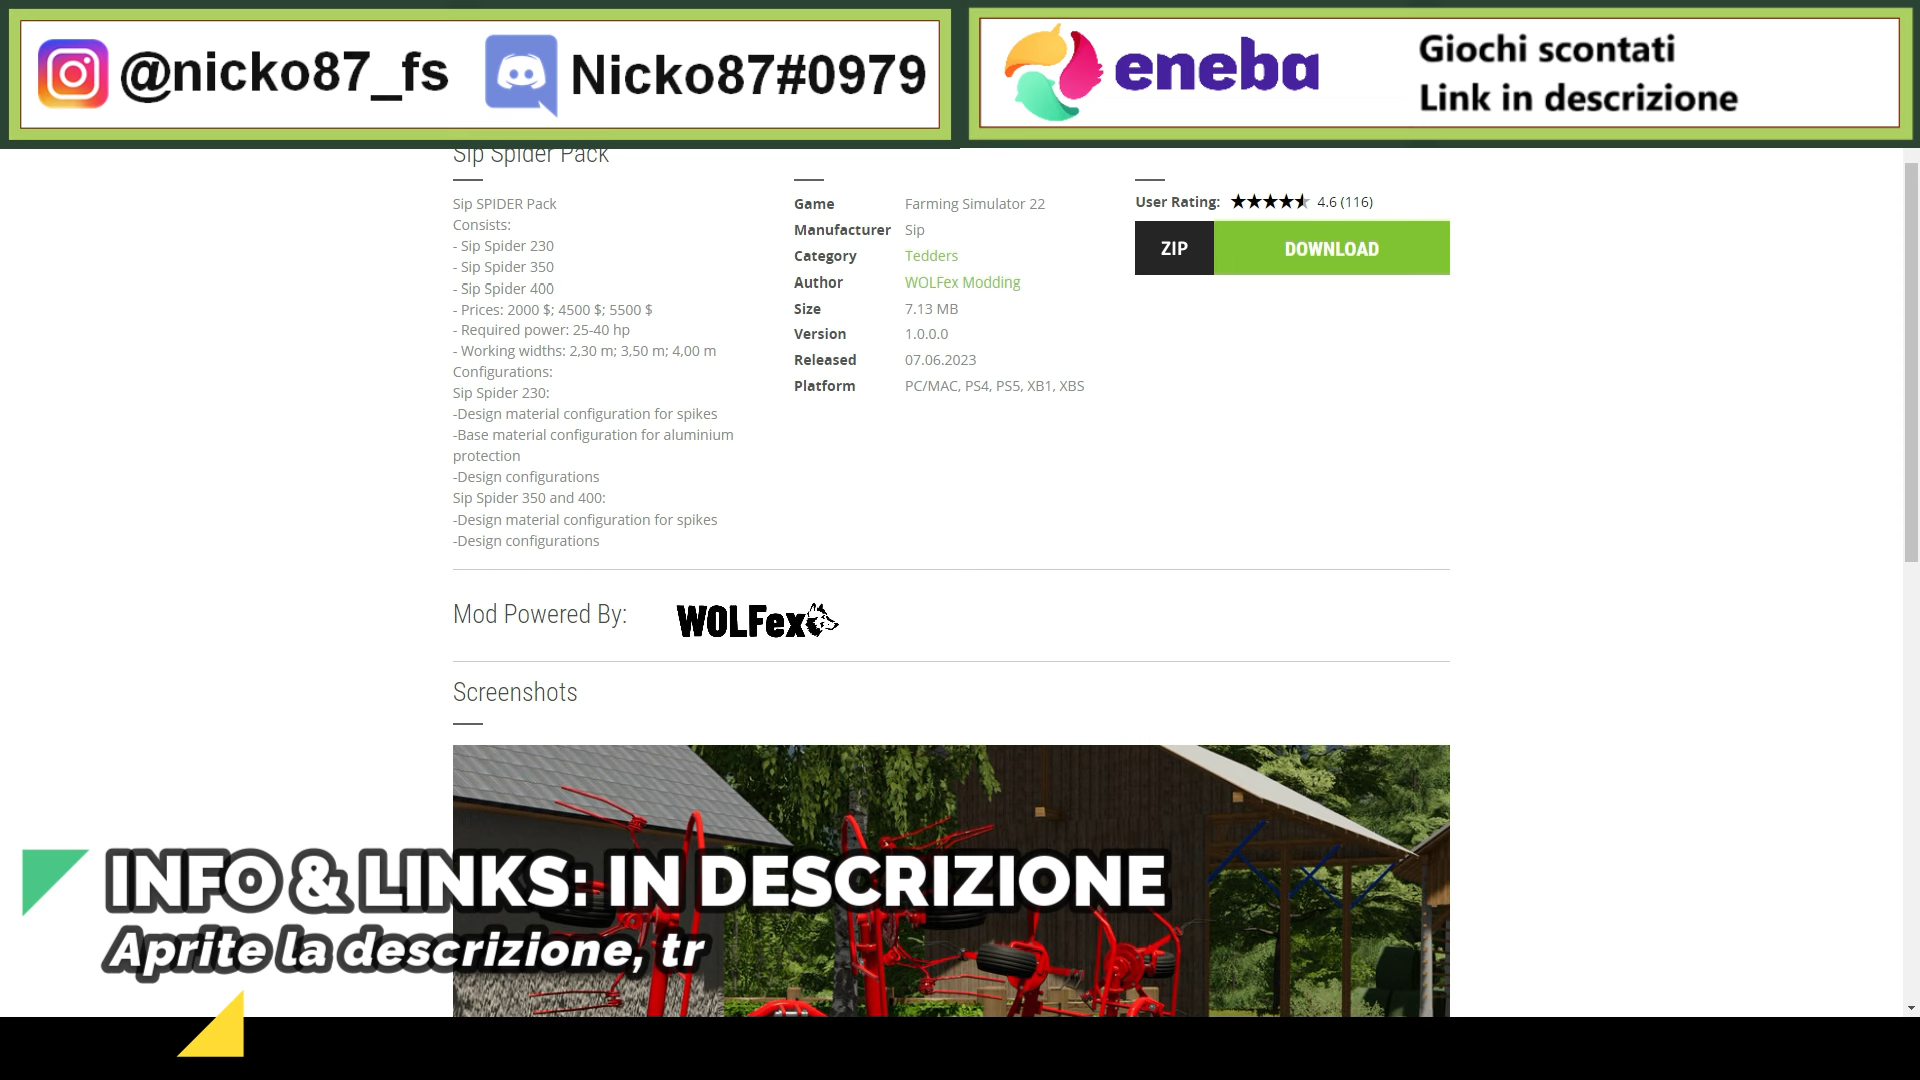 @nicko87_fs
Nicko87#0979
eneba
Giochi scontati
Link in descrizione
Sip Spider Pack
Sip SPIDER Pack
Consists:
- Sip Spider 230
- Sip Spider 350
- Sip Spider 400
- Prices: 2000 $; 4500 $; 5500 $
- Required power: 25-40 hp
- Working widths: 2,30 m; 3,50 m; 4,00 m
Configurations:
Sip Spider 230:
-Design material configuration for spikes
-Base material configuration for aluminium
protection
-Design configurations
Sip Spider 350 and 400:
-Design material configuration for spikes
-Design configurations
Game Farming Simulator 22
Manufacturer Sip
Category Tedders
Author WOLFex Modding
Size 7.13 MB
Version 1.0.0.0
Released 07.06.2023
Platform PC/MAC, PS4, PS5, XB1, XBS
User Rating: 4.6 (116)
ZIP DOWNLOAD
Mod Powered By: WOLFex
Screenshots
INFO & LINKS: IN DESCRIZIONE
Aprite la descrizione, tr